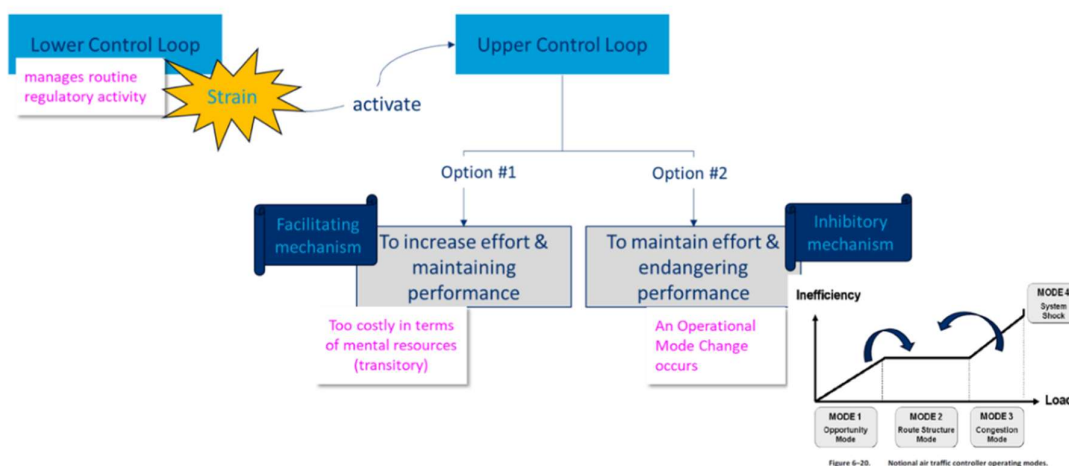 Lower Control Loop
manages routine
regulatory activity
Strain
activate
Upper Control Loop
Option #1
Option #2
Facilitating
mechanism
To increase effort &
maintaining
performance
Too costly in terms
of mental resources
(transitory)
To maintain effort &
endangering
performance
An Operational
Mode Change
occurs
Inhibitory
mechanism
Inefficiency
MODE 4
System
Shock
Load
MODE 1
Opportunity
Mode
MODE 2
Route Structure
Mode
MODE 3
Congestion
Mode
Figure 6–20. Notional air traffic controller operating modes.